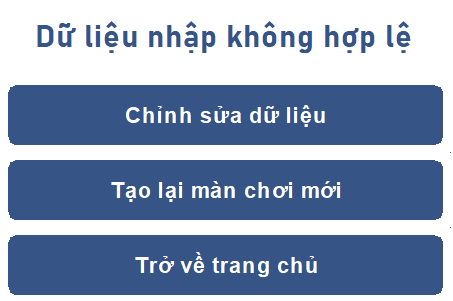 Dữ liệu nhập không hợp lệ
Chỉnh sửa dữ liệu
Tạo lại màn chơi mới
Trở về trang chủ